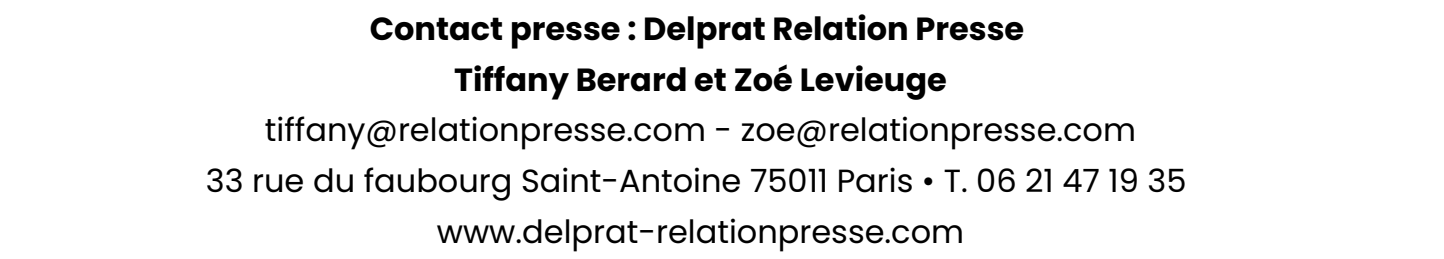 Contact presse : Delprat Relation Presse
Tiffany Berard et Zoé Levieuge
tiffany@relationpresse.com - zoe@relationpresse.com
33 rue du faubourg Saint-Antoine 75011 Paris • T. 06 21 47 19 35
www.delprat-relationpresse.com